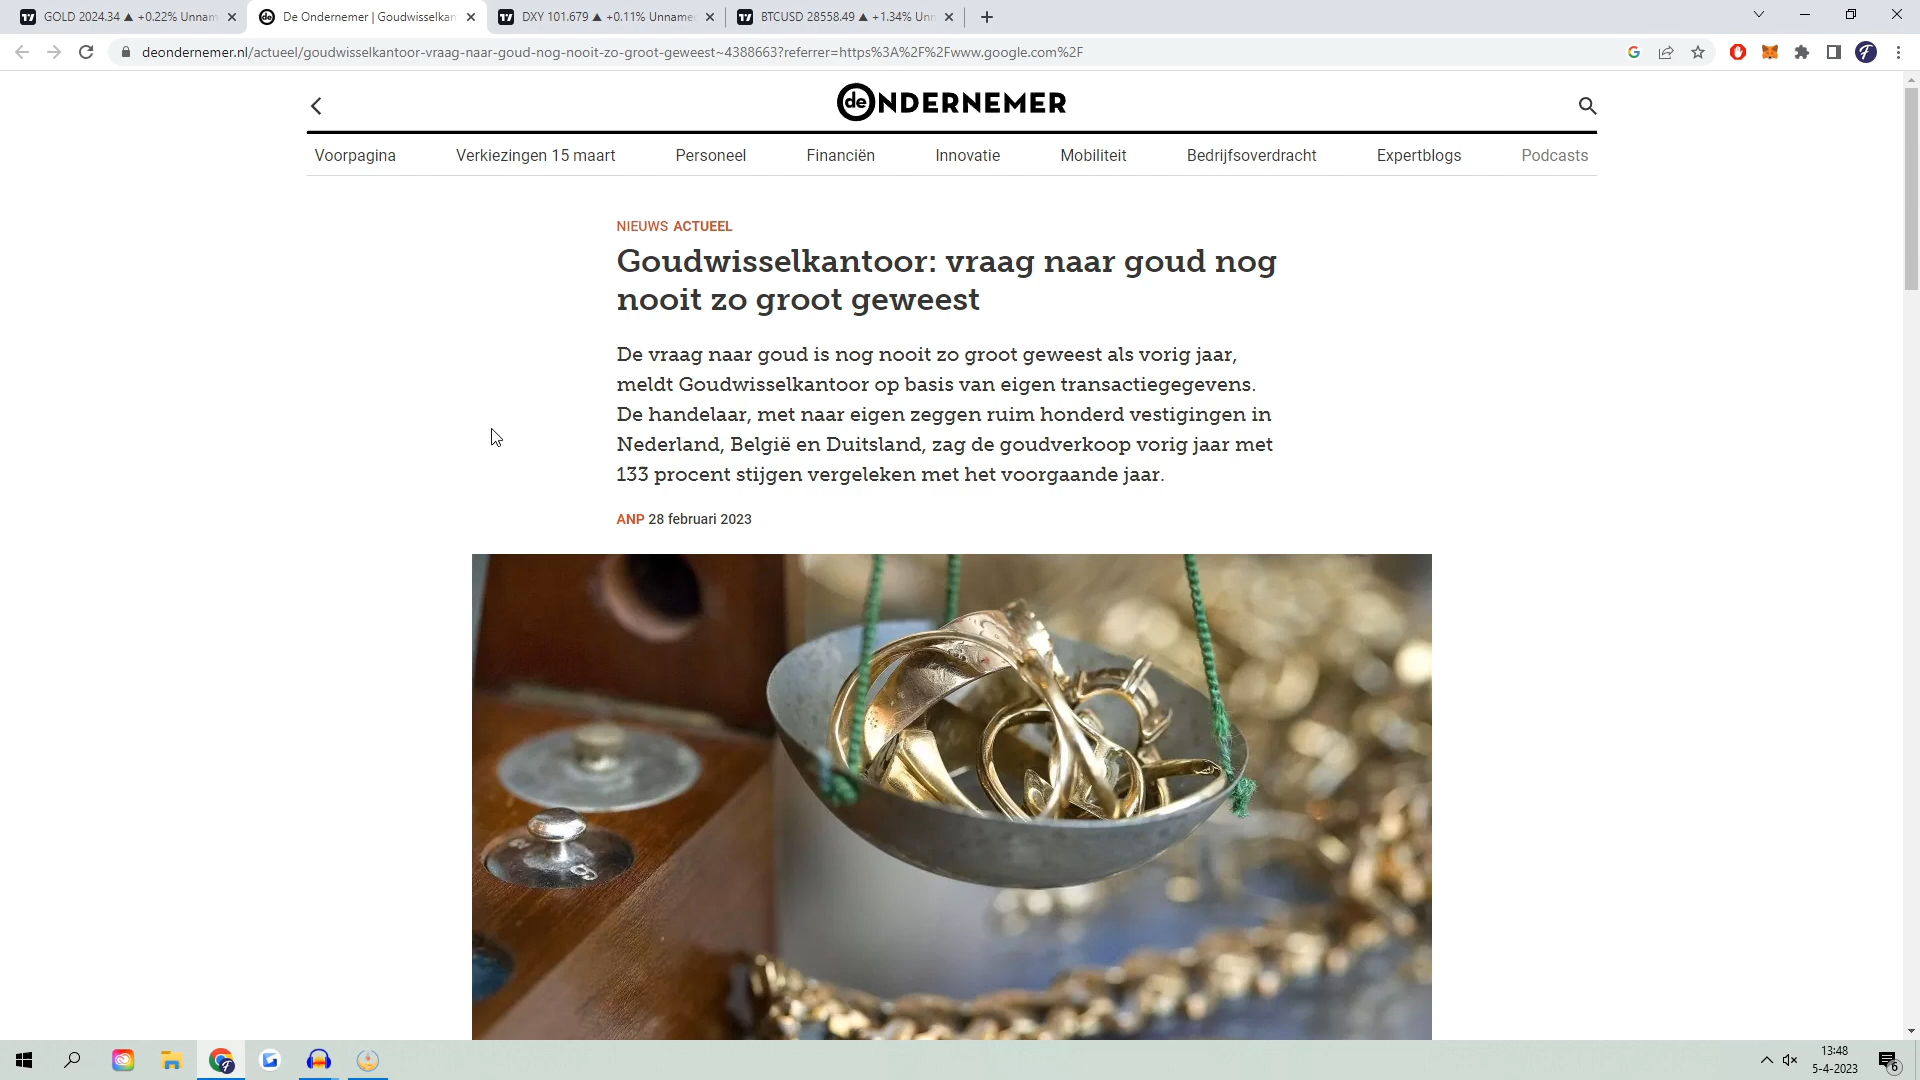 GOLD 2024.34 ▲ +0.22% Unnam
De Ondernemer | Goudwisselkan
DXY 101.679 ▲ +0.11% Unname
BTCUSD 28558.49 ▲ +1.34% Unn
deondernemer.nl/actueel/goudwisselkantoor-vraag-naar-goud-nog-nooit-zo-groot-geweest~4388663?referrer=https%3A%2F%2Fwww.google.com%2F
de ONDERNEMER
Voorpagina Verkiezingen 15 maart Personeel Financiën Innovatie Mobiliteit Bedrijfsoverdracht Expertblogs Podcasts
NIEUWS ACTUEEL
Goudwisselkantoor: vraag naar goud nog
nooit zo groot geweest
De vraag naar goud is nog nooit zo groot geweest als vorig jaar,
meldt Goudwisselkantoor op basis van eigen transactiegegevens.
De handelaar, met naar eigen zeggen ruim honderd vestigingen in
Nederland, België en Duitsland, zag de goudverkoop vorig jaar met
133 procent stijgen vergeleken met het voorgaande jaar.
ANP 28 februari 2023
13:48
5-4-2023
6